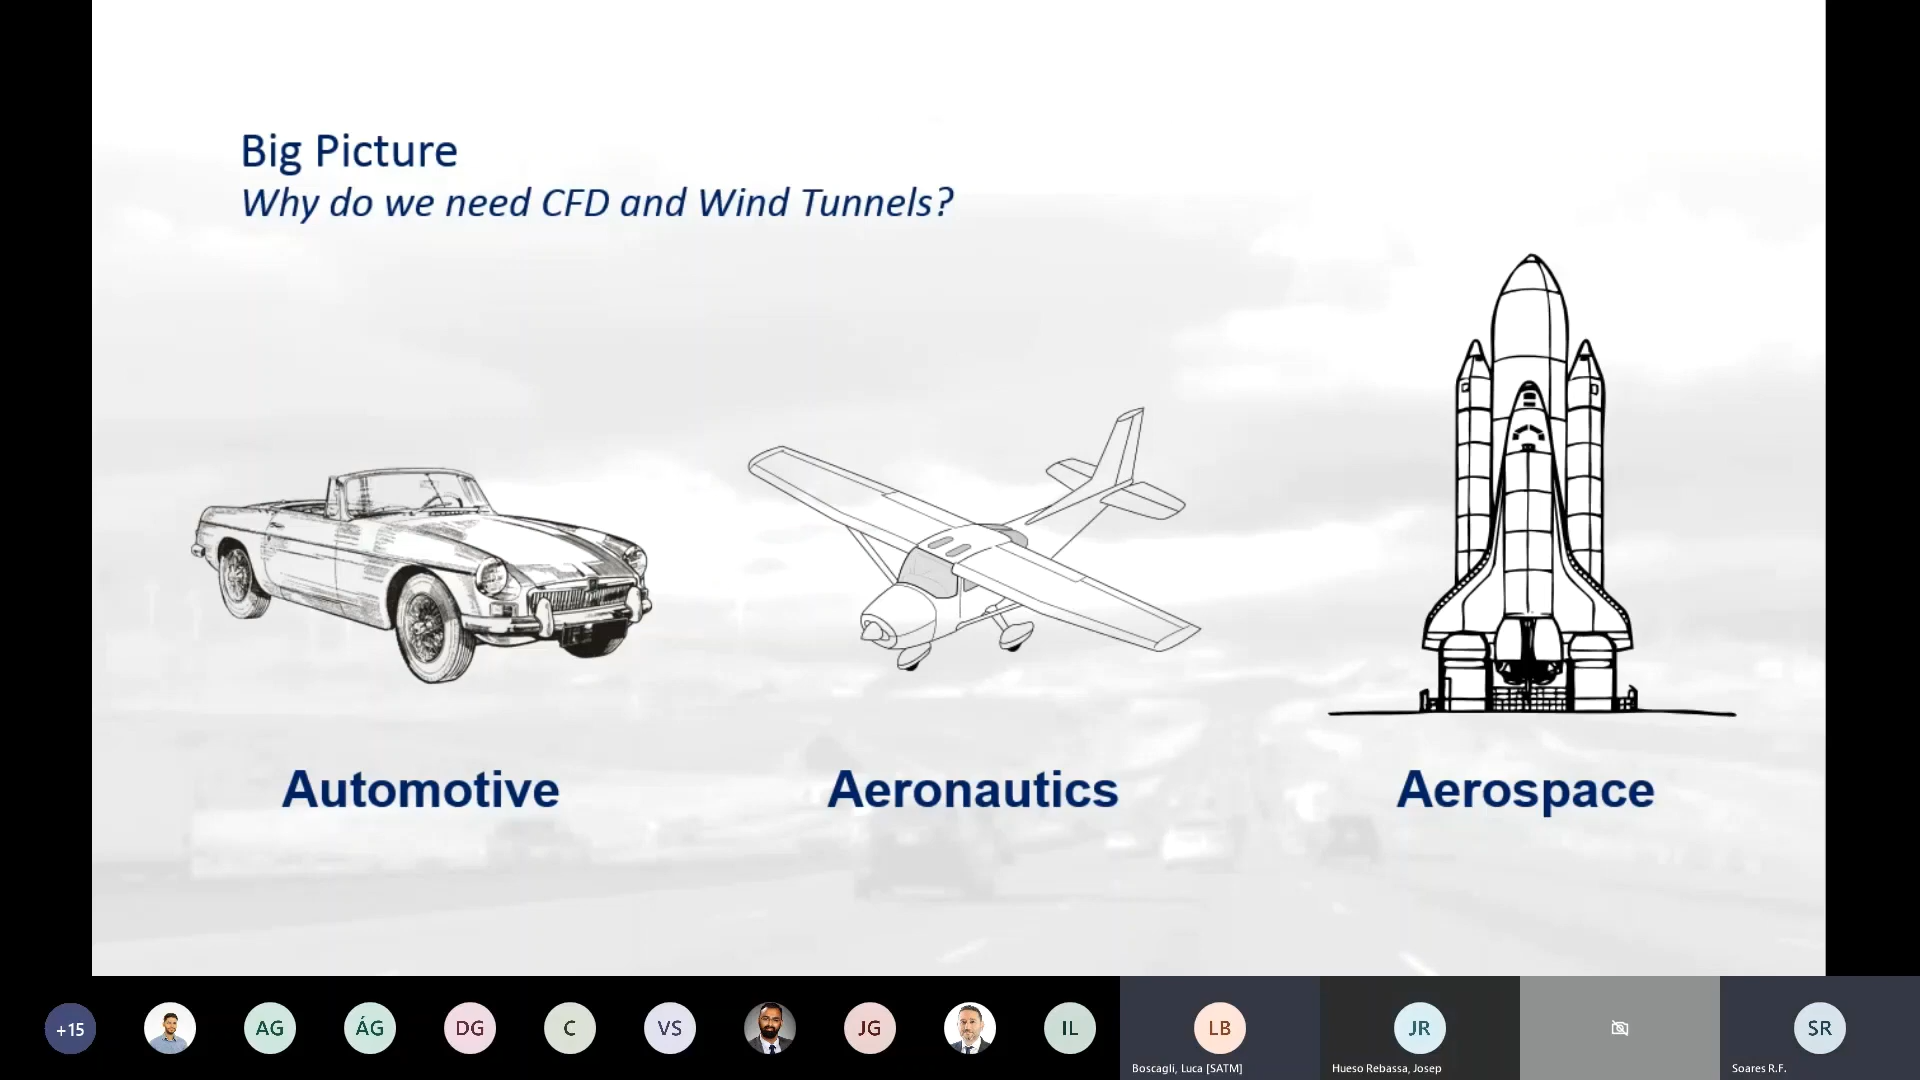 Big Picture
Why do we need CFD and Wind Tunnels?
Automotive
Aeronautics
Aerospace
+15
AG
ÁG
DG
C
VS
JG
IL
LB
JR
SR
Boscagli, Luca [SATM]
Hueso Rebassa, Josep
Soares R.F.